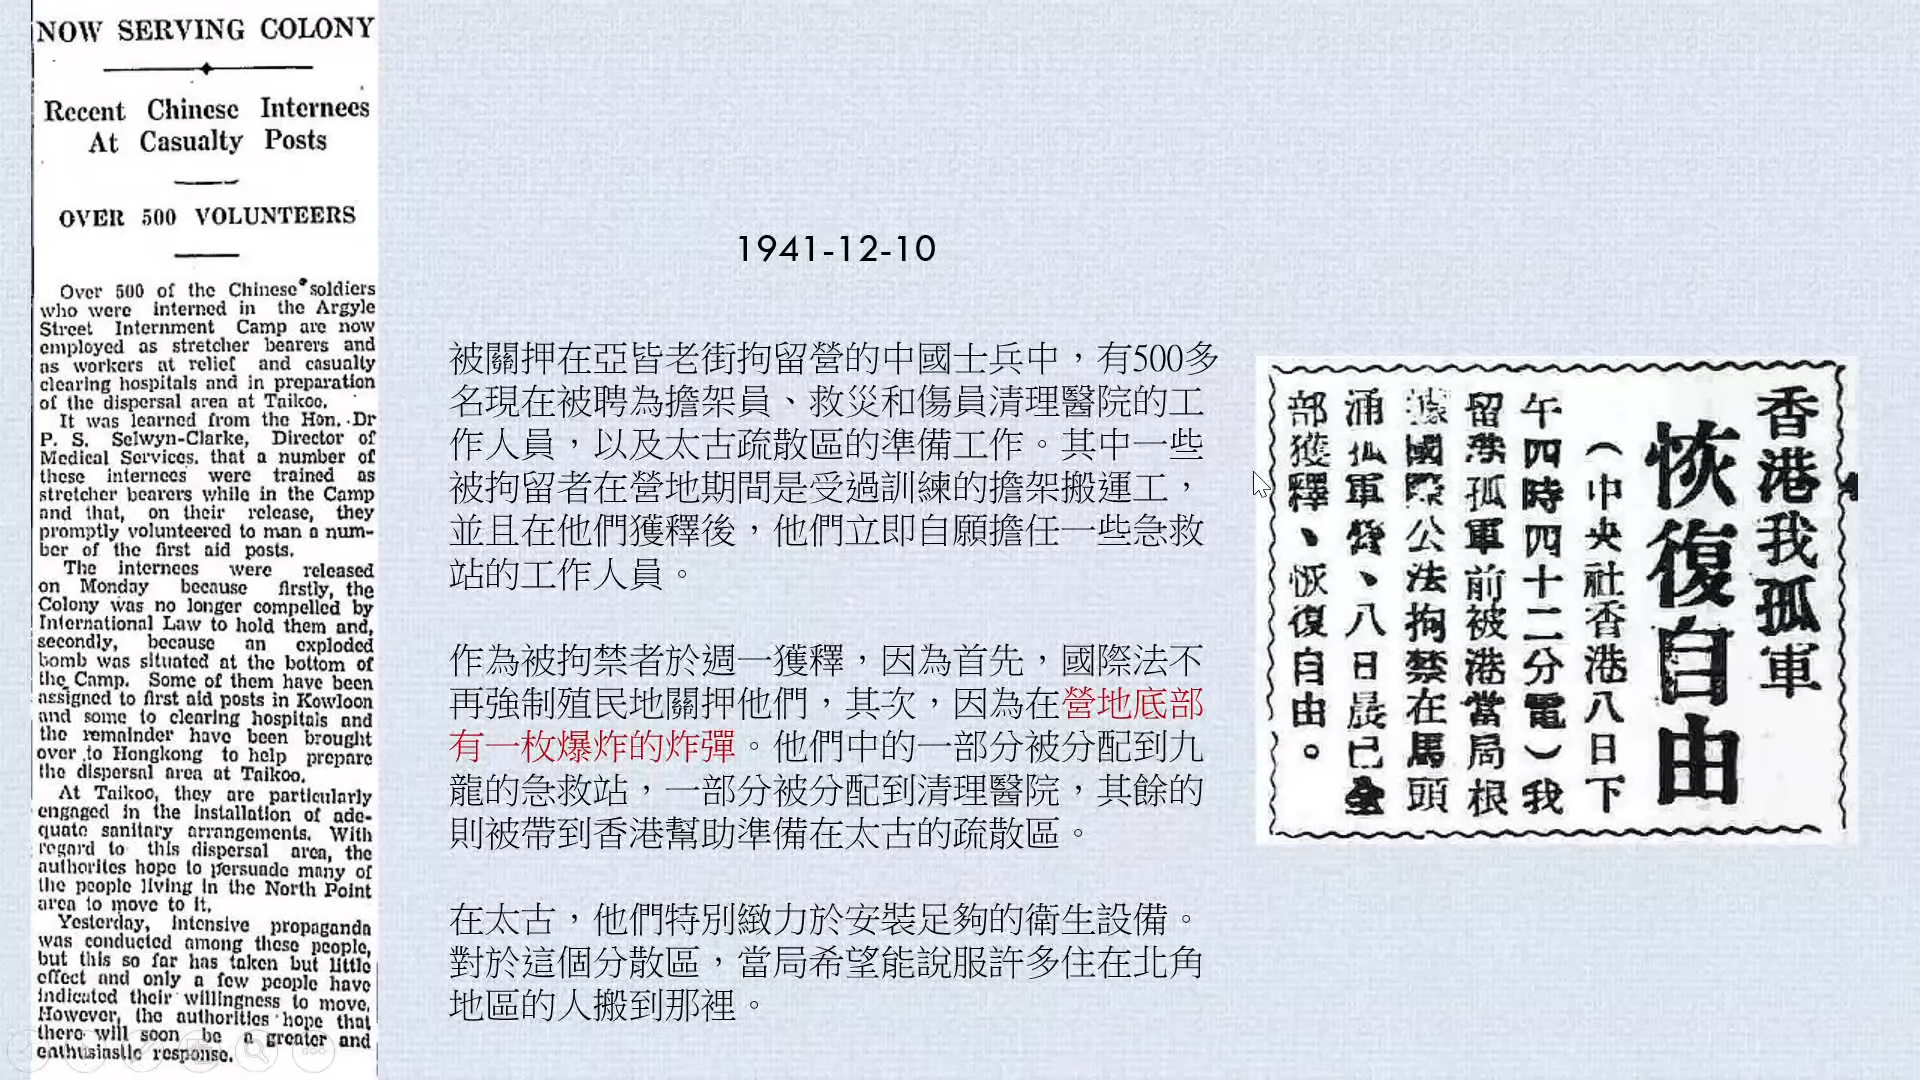 NOW SERVING COLONY
Recent Chinese Internees
At Casualty Posts
OVER 500 VOLUNTEERS
Over 500 of the Chinese soldiers
who were interned in the Argyle
Street Internment Camp are now
employed as stretcher bearers and
as workers at relief and casualty
clearing hospitals and in preparation
of the dispersal area at Taikoo.
It was learned from the Hon. Dr
P. S. Selwyn-Clarke, Director of
Medical Services, that a number of
these internees were trained as
stretcher bearers while in the Camp
and that, on their release, they
promptly volunteered to man a num-
ber of the first aid posts.
The internees were released
on Monday because firstly, the
Colony was no longer compelled by
International Law to hold them and,
secondly, because an exploded
bomb was situated at the bottom of
the Camp. Some of them have been
assigned to first aid posts in Kowloon
and some to clearing hospitals and
the remainder have been brought
over to Hongkong to help prepare
the dispersal area at Taikoo.
At Taikoo, they are particularly
engaged in the installation of ade-
quate sanitary arrangements. With
regard to this dispersal area, the
authorites hope to persuade many of
the people living in the North Point
area to move to it.
Yesterday, intensive propaganda
was conducted among these people,
but this so far has taken but little
effect and only a few people have
indicated their willingness to move.
However, the authorities hope that
there will soon be a greater and
enthusiastic response.
1941-12-10
被關押在亞皆老街拘留營的中國士兵中，有500多
名現在被聘為擔架員、救災和傷員清理醫院的工
作人員，以及太古疏散區的準備工作。其中一些
被拘留者在營地期間是受過訓練的擔架搬運工，
並且在他們獲釋後，他們立即自願擔任一些急救
站的工作人員。
作為被拘禁者於週一獲釋，因為首先，國際法不
再強制殖民地關押他們，其次，因為在營地底部
有一枚爆炸的炸彈。他們中的一部分被分配到九
龍的急救站，一部分被分配到清理醫院，其餘的
則被帶到香港幫助準備在太古的疏散區。
在太古，他們特別緻力於安裝足夠的衛生設備。
對於這個分散區，當局希望能說服許多住在北角
地區的人搬到那裡。
香港我孤軍
恢復自由
（中央社香港八日下
午四時四十二分電）我
留港孤軍前被港當局根
據國際公法拘禁在馬頭
涌孤軍營、八日晨已全
部獲釋、恢復自由。